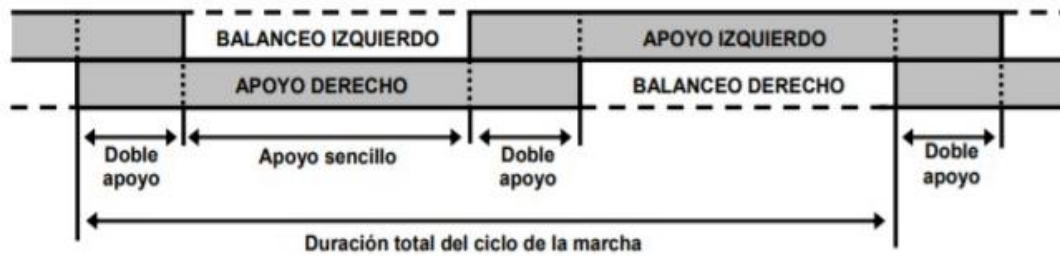 BALANCEO IZQUIERDO
APOYO IZQUIERDO
APOYO DERECHO
BALANCEO DERECHO
Doble
apoyo
Apoyo sencillo
Doble
apoyo
Doble
apoyo
Duración total del ciclo de la marcha